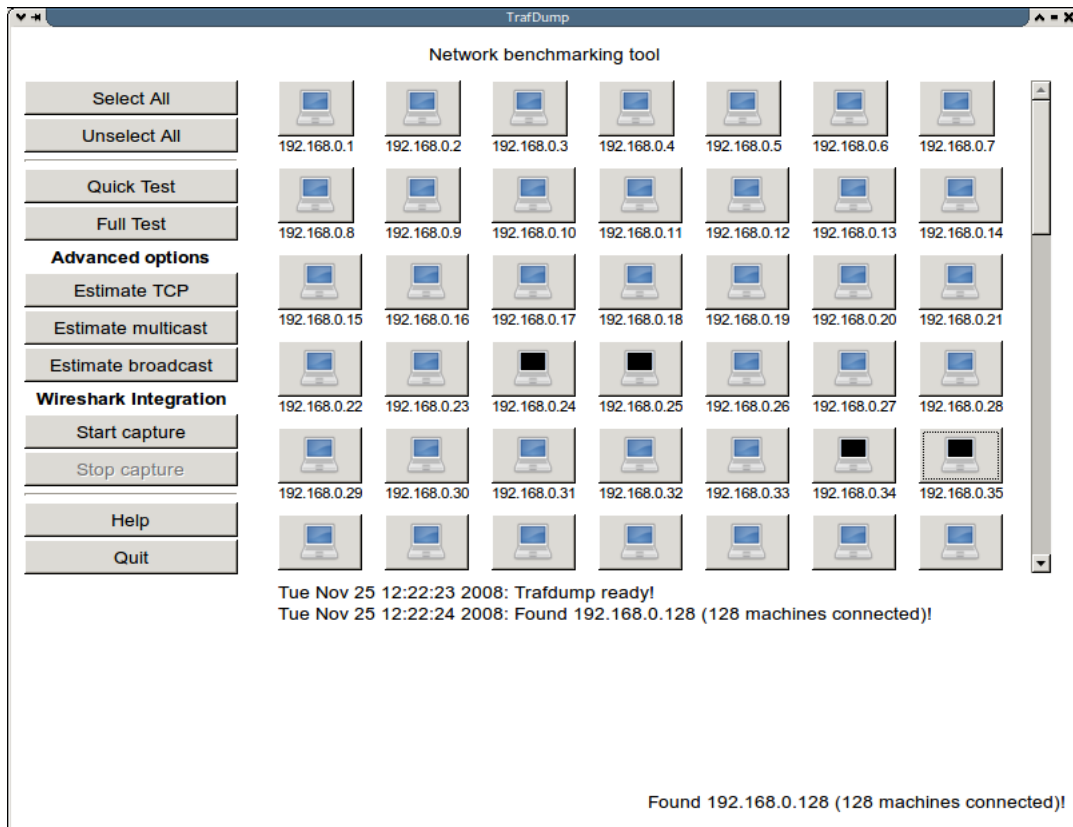 TrafDump
Network benchmarking tool
Select All
Unselect All
Quick Test
Full Test
Advanced options
Estimate TCP
Estimate multicast
Estimate broadcast
Wireshark Integration
Start capture
Stop capture
Help
Quit
192.168.0.1 192.168.0.2 192.168.0.3 192.168.0.4 192.168.0.5 192.168.0.6 192.168.0.7
192.168.0.8 192.168.0.9 192.168.0.10 192.168.0.11 192.168.0.12 192.168.0.13 192.168.0.14
192.168.0.15 192.168.0.16 192.168.0.17 192.168.0.18 192.168.0.19 192.168.0.20 192.168.0.21
192.168.0.22 192.168.0.23 192.168.0.24 192.168.0.25 192.168.0.26 192.168.0.27 192.168.0.28
192.168.0.29 192.168.0.30 192.168.0.31 192.168.0.32 192.168.0.33 192.168.0.34 192.168.0.35
Tue Nov 25 12:22:23 2008: Trafdump ready!
Tue Nov 25 12:22:24 2008: Found 192.168.0.128 (128 machines connected)!
Found 192.168.0.128 (128 machines connected)!